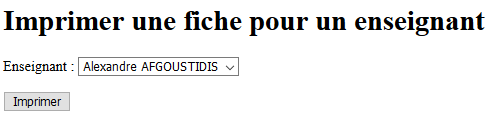 Imprimer une fiche pour un enseignant
Enseignant : Alexandre AFGOUSTIDIS
Imprimer